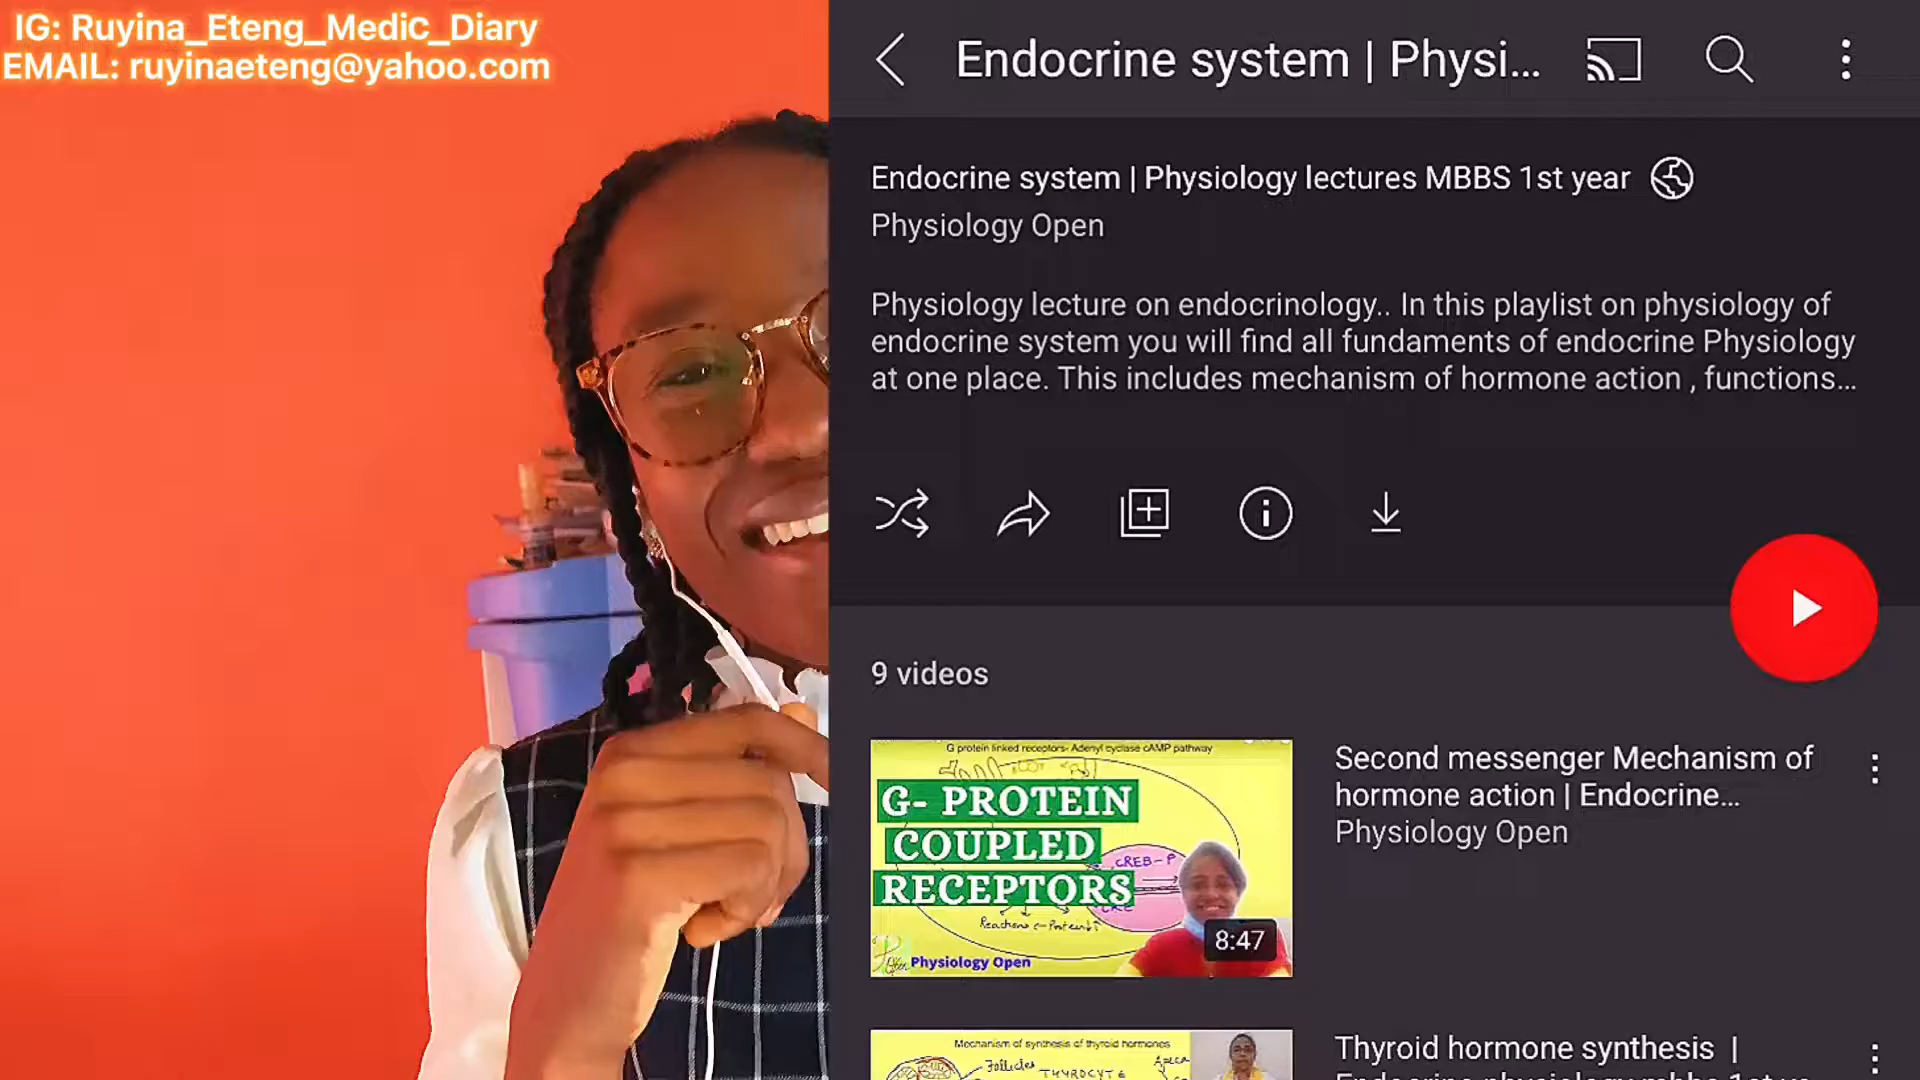 IG: Ruyina_Eteng_Medic_Diary
EMAIL: ruyinaeteng@yahoo.com
Endocrine system | Physi...
Endocrine system | Physiology lectures MBBS 1st year
Physiology Open
Physiology lecture on endocrinology.. In this playlist on physiology of
endocrine system you will find all fundaments of endocrine Physiology
at one place. This includes mechanism of hormone action , functions...
9 videos
G protein linked receptors- Adenyl cyclase cAMP pathway
G- PROTEIN
COUPLED
RECEPTORS
CREB-P
CRE
8:47
Physiology Open
Second messenger Mechanism of
hormone action | Endocrine...
Physiology Open
Mechanism of synthesis of thyroid hormones
Follicles
THYROCYTE
Thyroid hormone synthesis |